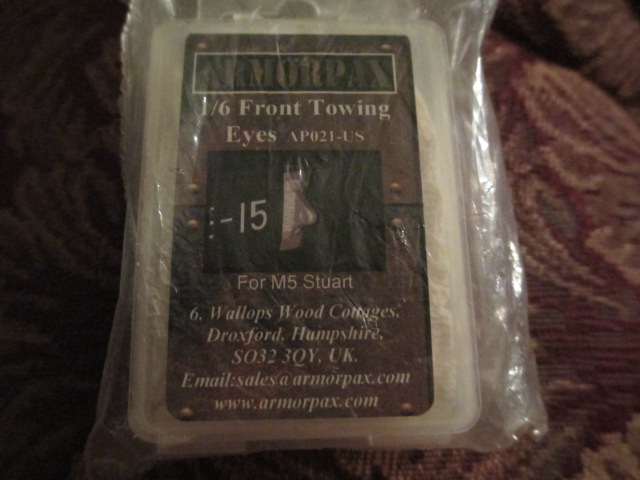 ARMORPAX
1/6 Front Towing
Eyes AP021-US
-15
For M5 Stuart
6, Wallops Wood Cottages,
Droxford, Humpshire,
SO32 3QY, UK.
Email:sales@armorpax.com
www.armorpax.com